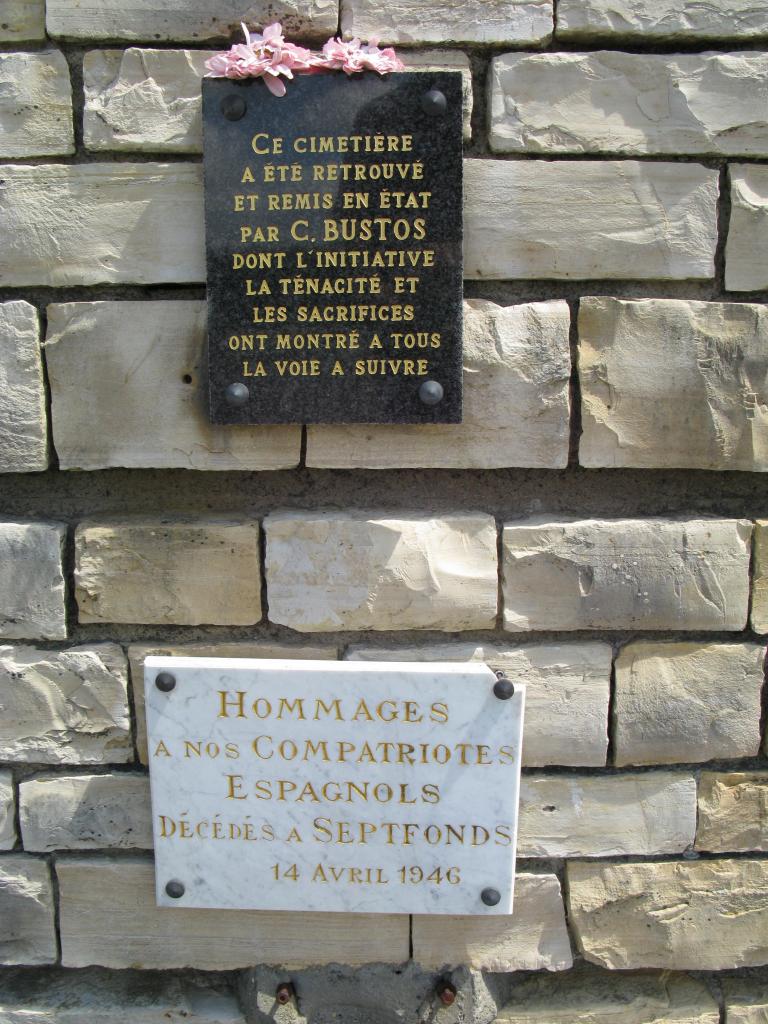 CE CIMETIÈRE
A ÉTÉ RETROUVÉ
ET REMIS EN ÉTAT
PAR C. BUSTOS
DONT L'INITIATIVE
LA TÉNACITÉ ET
LES SACRIFICES
ONT MONTRÉ A TOUS
LA VOIE A SUIVRE
HOMMAGES
A NOS COMPATRIOTES
ESPAGNOLS
DÉCÉDÉS A SEPTFONDS
14 AVRIL 1946